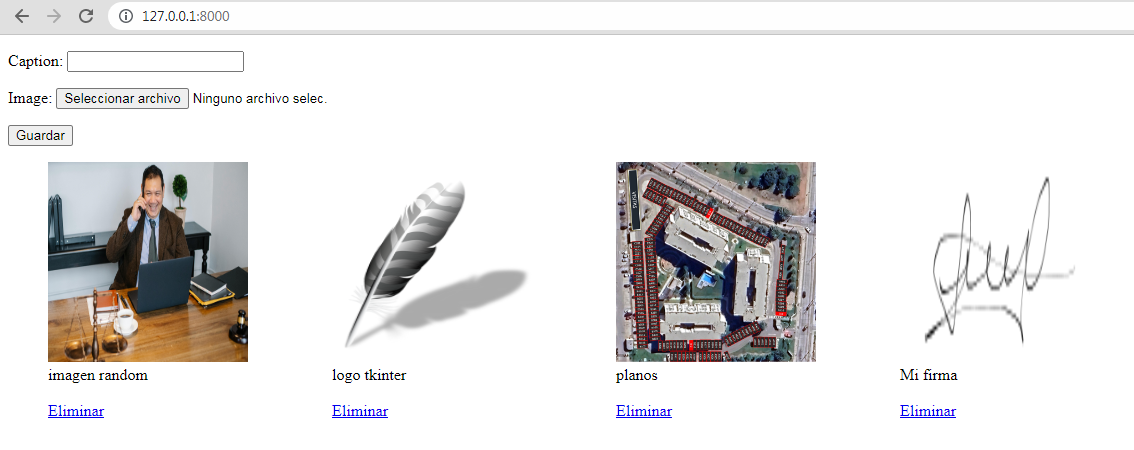 127.0.0.1:8000
Caption:
Image: Seleccionar archivo Ninguno archivo selec.
Guardar
VISITAS
imagen random
logo tkinter
planos
Mi firma
Eliminar
Eliminar
Eliminar
Eliminar